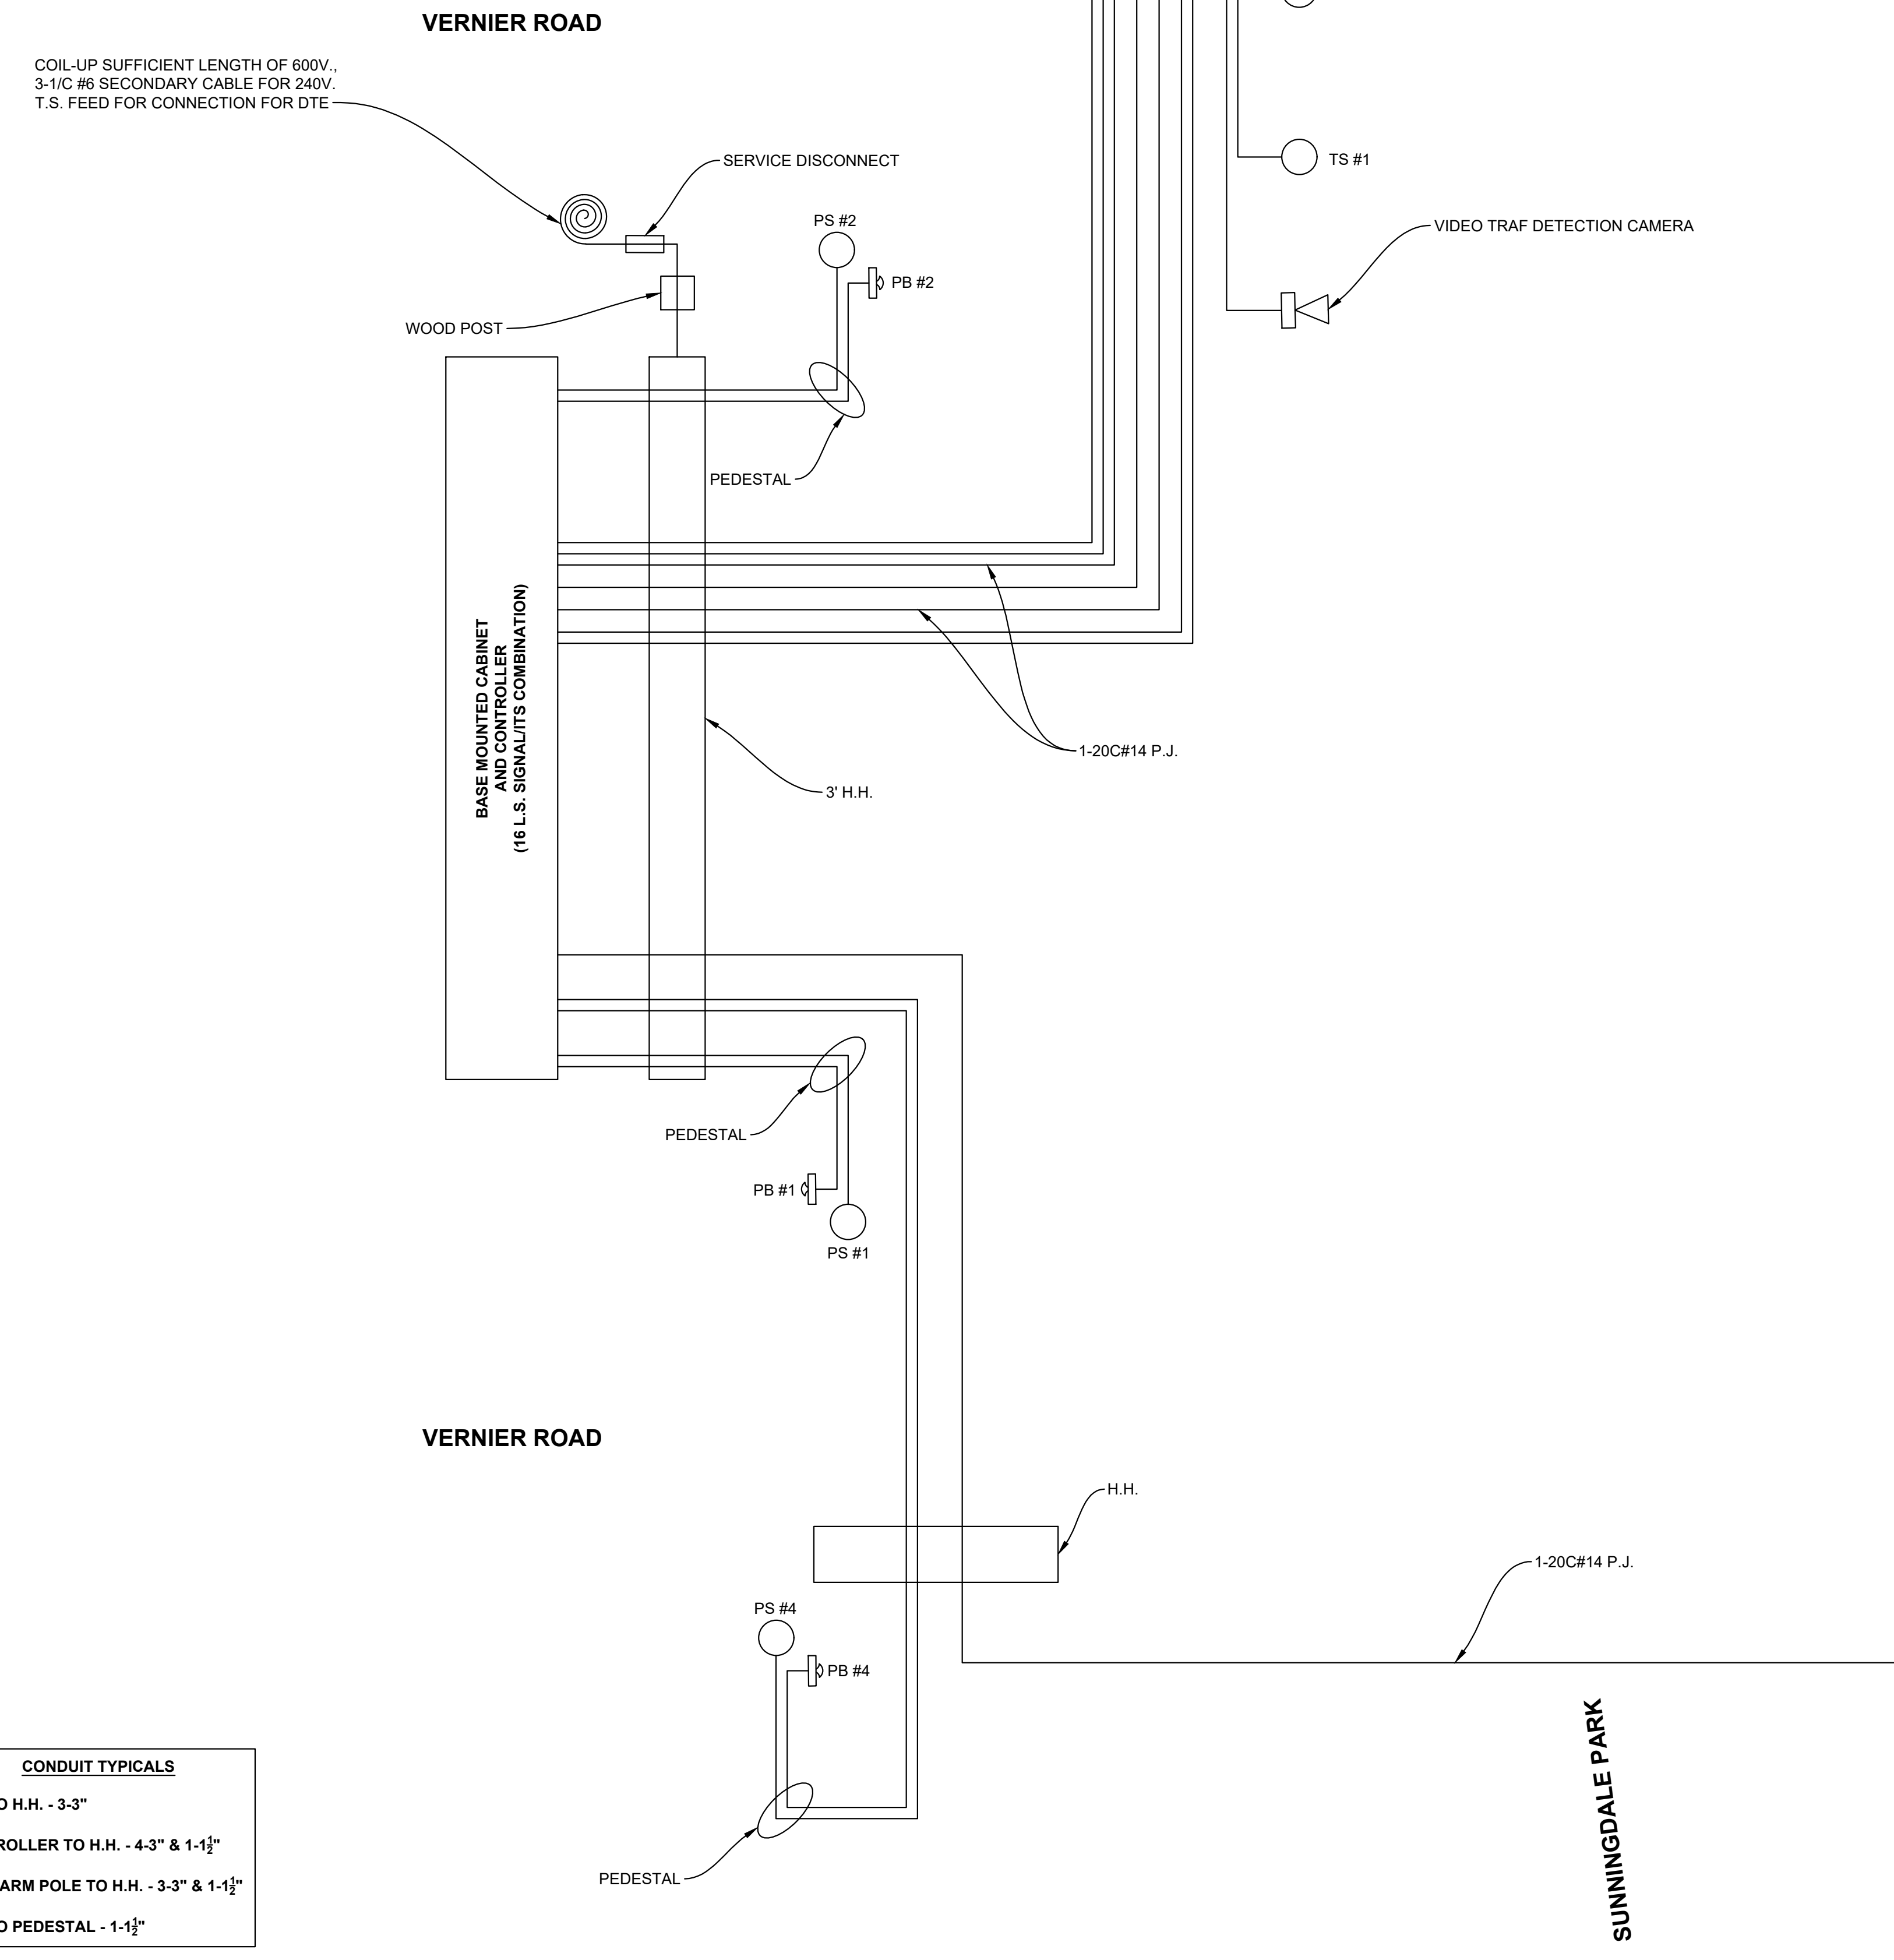 VERNIER ROAD
COIL-UP SUFFICIENT LENGTH OF 600V.,
3-1/C #6 SECONDARY CABLE FOR 240V.
T.S. FEED FOR CONNECTION FOR DTE
SERVICE DISCONNECT
TS #1
PS #2
VIDEO TRAF DETECTION CAMERA
PB #2
WOOD POST
PEDESTAL
BASE MOUNTED CABINET
AND CONTROLLER
(16 L.S. SIGNAL/ITS COMBINATION)
1-20C#14 P.J.
3' H.H.
PEDESTAL
PB #1
PS #1
VERNIER ROAD
H.H.
1-20C#14 P.J.
PS #4
PB #4
SUNNINGDALE PARK
PEDESTAL
CONDUIT TYPICALS
O H.H. - 3-3"
ROLLER TO H.H. - 4-3" & 1-1½"
ARM POLE TO H.H. - 3-3" & 1-1½"
O PEDESTAL - 1-1½"